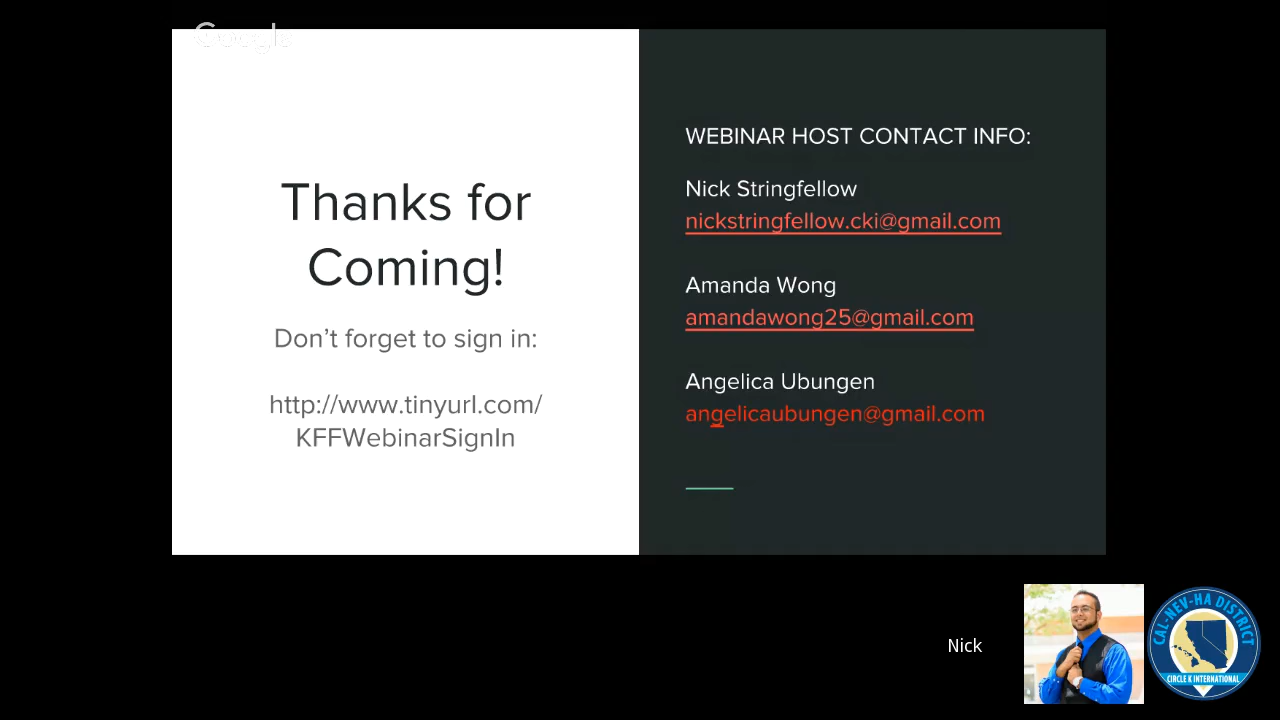 Google
Thanks for
Coming!
Don't forget to sign in:
http://www.tinyurl.com/
KFFWebinarSignIn
WEBINAR HOST CONTACT INFO:
Nick Stringfellow
nickstringfellow.cki@gmail.com
Amanda Wong
amandawong25@gmail.com
Angelica Ubungen
angelicaubungen@gmail.com
Nick
CAL-NEV-HA DISTRICT
CIRCLE K INTERNATIONAL